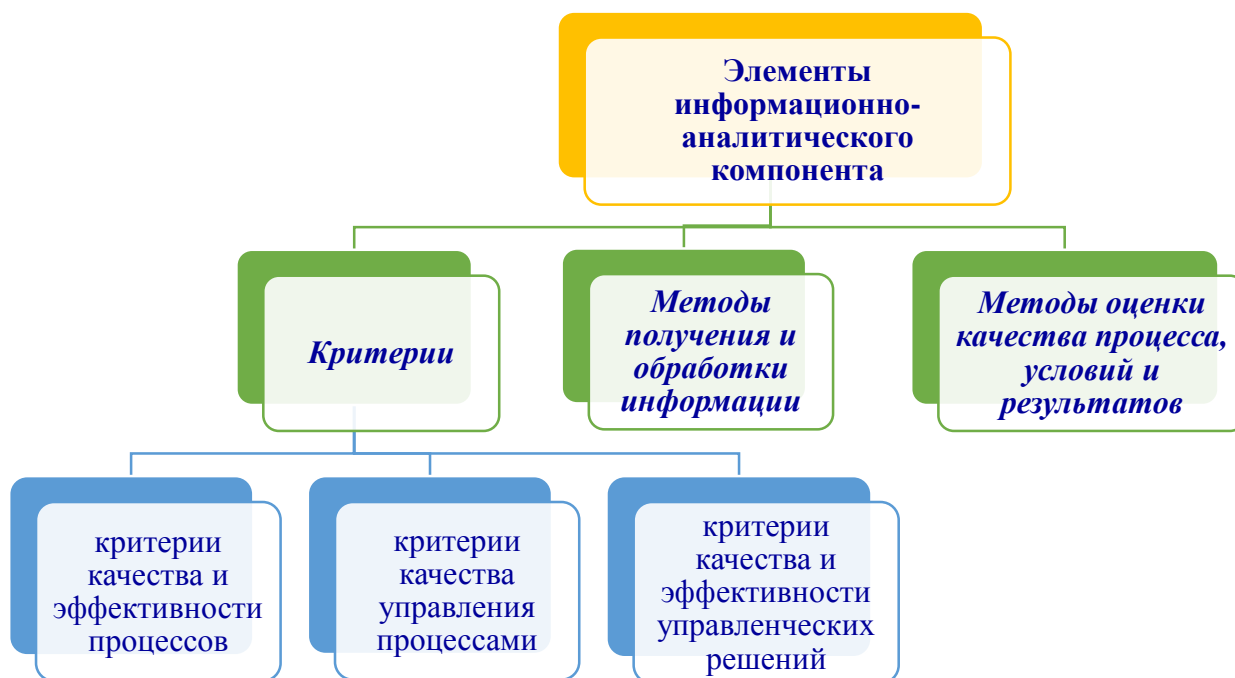 Элементы
информационно-
аналитического
компонента
Критерии
Методы
получения и
обработки
информации
Методы оценки
качества процесса,
условий и
результатов
критерии
качества и
эффективности
процессов
критерии
качества
управления
процессами
критерии
качества и
эффективности
управленческих
решений